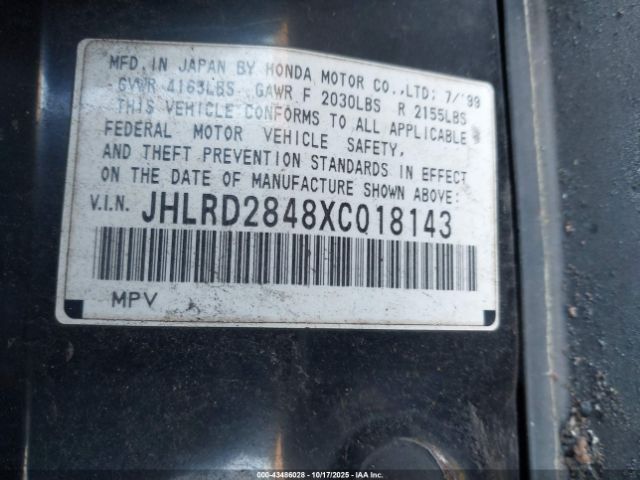 MFD. IN JAPAN BY HONDA MOTOR CO., LTD: 7/'99
GVWR 4163LBS GAWR F 2030LBS R 2155LBS
THIS VEHICLE CONFORMS TO ALL APPLICABLE
FEDERAL MOTOR VEHICLE SAFETY,
AND THEFT PREVENTION STANDARDS IN EFFECT
ON THE DATE OF MANUFACTURE SHOWN ABOVE:
V.I.N. JHLRD2848XC018143
MPV
000-43486028 - 10/17/2025 - © IAA Holdings, LLC